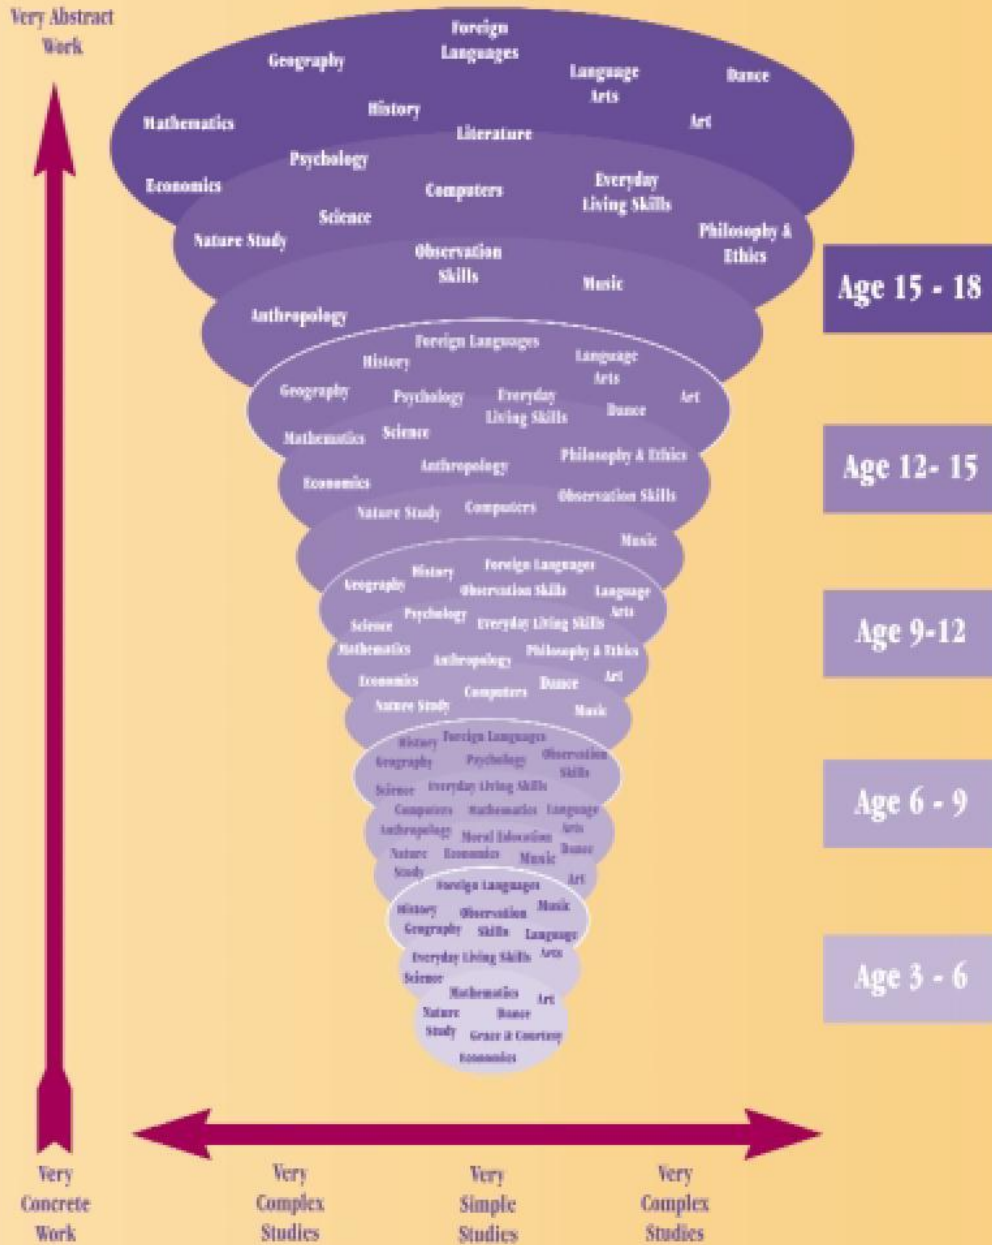 Very Abstract
Work
Foreign
Languages
Geography
Language
Arts
Dance
History
Mathematics
Art
Literature
Psychology
Economics
Computers
Everyday
Living Skills
Science
Nature Study
Philosophy &
Ethics
Observation
Skills
Music
Anthropology
Age 15 - 18
Foreign Languages
History
Language
Arts
Geography
Psychology
Everyday
Living Skills
Art
Dance
Mathematics
Science
Philosophy & Ethics
Anthropology
Economics
Observation Skills
Nature Study
Computers
Music
Age 12- 15
Foreign Languages
History
Geography
Observation Skills
Language
Arts
Psychology
Science
Everyday Living Skills
Mathematics
Philosophy & Ethics
Anthropology
Economics
Dance
Art
Computers
Nature Study
Music
Age 9-12
History
Foreign Languages
Geography
Psychology
Observation
Skills
Science
Everyday Living Skills
Computers
Mathematics
Language
Arts
Anthropology
Moral Education
Nature
Study
Economics
Music
Dance
Art
Age 6 - 9
Foreign Languages
History
Observation
Skills
Music
Geography
Language
Arts
Everyday Living Skills
Science
Mathematics
Art
Nature
Study
Dance
Grace & Courtesy
Economics
Age 3 - 6
Very
Concrete
Work
Very
Complex
Studies
Very
Simple
Studies
Very
Complex
Studies